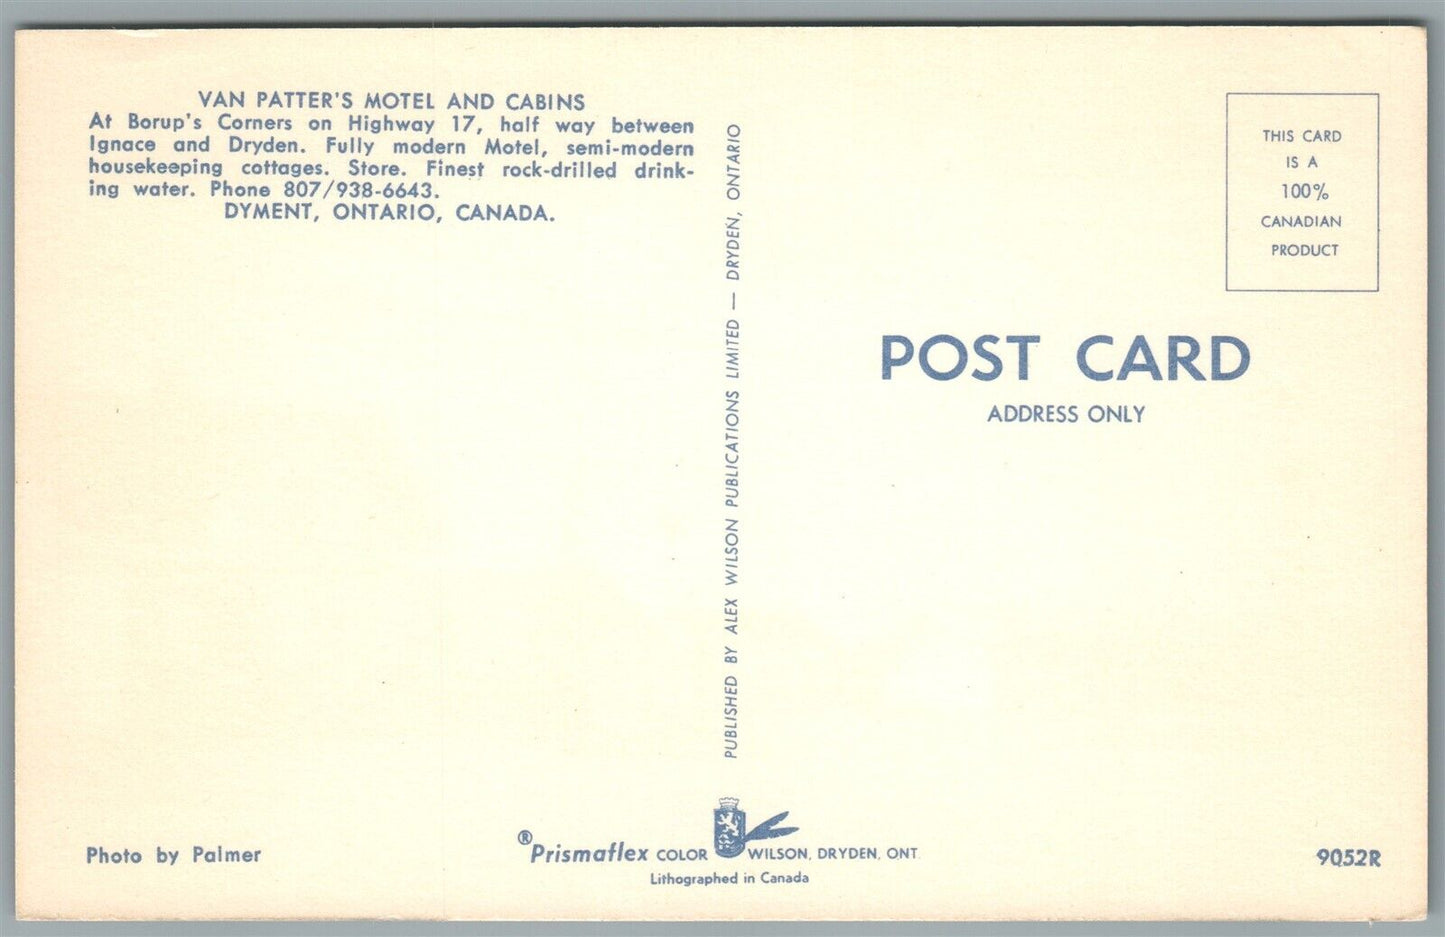 VAN PATTER'S MOTEL AND CABINS
At Borup's Corners on Highway 17, half way between
Ignace and Dryden. Fully modern Motel, semi-modern
housekeeping cottages. Store. Finest rock-drilled drink-
ing water. Phone 807/938-6643.
DYMENT, ONTARIO, CANADA.
PUBLISHED BY ALEX WILSON PUBLICATIONS LIMITED — DRYDEN, ONTARIO
THIS CARD
IS A
100%
CANADIAN
PRODUCT
POST CARD
ADDRESS ONLY
Photo by Palmer
®Prismaflex COLOR WILSON, DRYDEN, ONT.
Lithographed in Canada
9052R